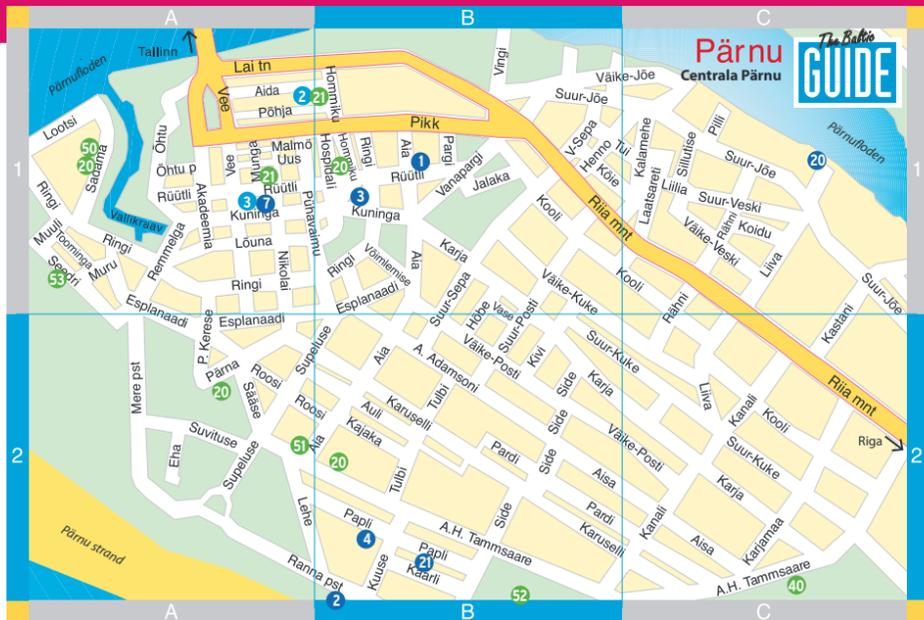 A
B
C
Pärnu
Centrala Pärnu
The Baltic
GUIDE
Tallinn
Pärnufloden
Lai tn
Vingi
Väike-Jõe
Suur-Jõe
Vee
Aida
2
21
Hommiku
Põhja
Pikk
Lootsi
50
20
Sadama
Õhtu
Õhtu p
Vee
Munga
Malmö
Uus
Hospidali
20
Hommiku
Ringi
Aia
1
Pargi
Rüütli
Vanapargi
Jalaka
V-Sepa
Henno
Tui
Kõie
Kalamehe
Sillutise
Pilli
Suur-Jõe
20
Pärnufloden
1
1
Ringi
Rüütli
21
Rüütli
3
7
Kuninga
3
Kuninga
Laatsareti
Liilia
Suur-Veski
Rähni
Koidu
Väike-Veski
Liiva
Kooli
Riia mnt
Vallikraav
Akadeemia
Pühavaimu
Muuli
Toominga
Ringi
Remmelga
Lõuna
Nikolai
Ringi
Võimlemise
Aia
Karja
53
Seedri
Muru
Ringi
Esplanaadi
Suur-Sepa
Väike-Kuke
Kooli
Rähni
Suur-Jõe
Kastani
Esplanaadi
Esplanaadi
Hõbe
Vase
Suur-Posti
P. Kerese
Supeluse
Aia
A. Adamsoni
Väike-Posti
Kivi
Suur-Kuke
Mere pst
Pärna
20
Roosi
Sääse
Roosi
Auli
Karuselli
Tulbi
Side
Karja
Liiva
Kanali
Kooli
Riia mnt
Riga
2
2
Suvituse
Eha
Supeluse
51
Aia
Kajaka
20
Tulbi
Pardi
Side
Side
Väike-Posti
Suur-Kuke
Karja
Aisa
Pärnu strand
Lehe
Papli
4
Side
Pardi
Karuselli
Kanali
Aisa
Karjamaa
A.H. Tammsaare
Papli
21
Kaarli
Kuuse
Ranna pst
2
52
A.H. Tammsaare
40
A
B
C